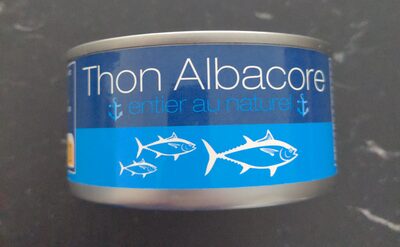 Thon Albacore
entier au naturel